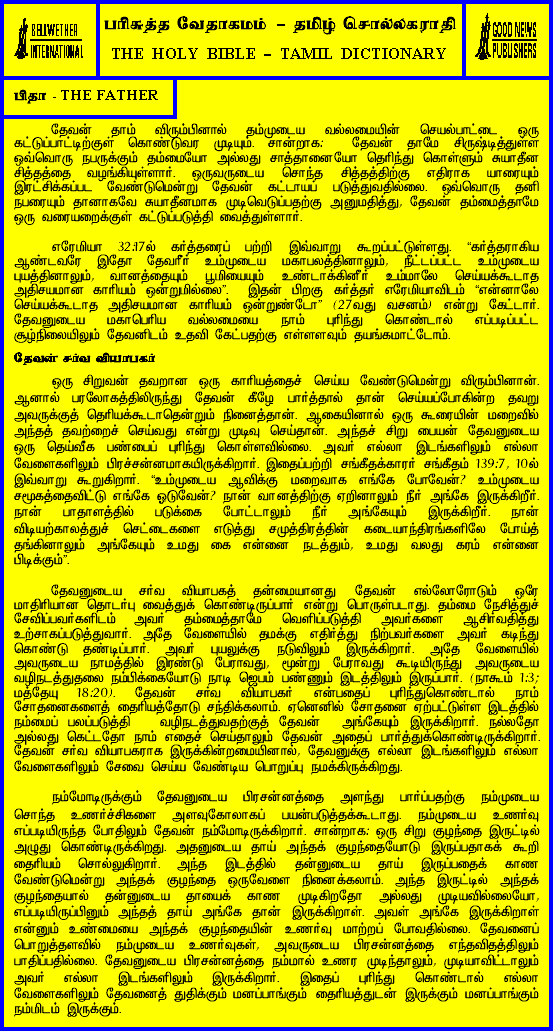 BELLWETHER
INTERNATIONAL
பரிசுத்த வேதாகமம் – தமிழ் சொல்லகராதி
THE HOLY BIBLE – TAMIL DICTIONARY
GOOD NEWS
PUBLISHERS
பிதா - THE FATHER
தேவன் தாம் விரும்பினால் தம்முடைய வல்லமையின் செயல்பாட்டை ஒரு
கட்டுப்பாட்டிற்குள் கொண்டுவர முடியும். சான்றாக: தேவன் தாமே சிருஷ்டித்துள்ள
ஒவ்வொரு நபருக்கும் தம்மையோ அல்லது சாத்தானையோ தெரிந்து கொள்ளும் சுயாதீன
சித்தத்தை வழங்கியுள்ளார். ஒருவருடைய சொந்த சித்தத்திற்கு எதிராக யாரையும்
இரட்சிக்கப்பட வேண்டுமென்று தேவன் கட்டாயப் படுத்துவதில்லை. ஒவ்வொரு தனி
நபரையும் தானாகவே சுயாதீனமாக முடிவெடுப்பதற்கு அனுமதித்து, தேவன் தம்மைத்தாமே
ஒரு வரையறைக்குள் கட்டுப்படுத்தி வைத்துள்ளார்.
எரேமியா 32:17ல் கர்த்தரைப் பற்றி இவ்வாறு கூறப்பட்டுள்ளது. “கர்த்தராகிய
ஆண்டவரே இதோ தேவரீர் உம்முடைய மகாபலத்தினாலும், நீட்டப்பட்ட உம்முடைய
புயத்தினாலும், வானத்தையும் பூமியையும் உண்டாக்கினீர் உம்மாலே செய்யக்கூடாத
அதிசயமான காரியம் ஒன்றுமில்லை”. இதன் பிறகு கர்த்தர் எரேமியாவிடம் “என்னாலே
செய்யக்கூடாத அதிசயமான காரியம் ஒன்றுண்டோ” (27வது வசனம்) என்று கேட்டார்.
தேவனுடைய மகாபெரிய வல்லமையை நாம் புரிந்து கொண்டால் எப்படிப்பட்ட
சூழ்நிலையிலும் தேவனிடம் உதவி கேட்பதற்கு எள்ளளவும் தயங்கமாட்டோம்.
தேவன் சர்வ வியாபகர்
ஒரு சிறுவன் தவறான ஒரு காரியத்தைச் செய்ய வேண்டுமென்று விரும்பினான்.
ஆனால் பரலோகத்திலிருந்து தேவன் கீழே பார்த்தால் தான் செய்யப்போகின்ற தவறு
அவருக்குத் தெரியக்கூடாதென்றும் நினைத்தான். ஆகையினால் ஒரு கூரையின் மறைவில்
அந்தத் தவற்றைச் செய்வது என்று முடிவு செய்தான். அந்தச் சிறு பையன் தேவனுடைய
ஒரு தெய்வீக பண்பைப் புரிந்து கொள்ளவில்லை. அவர் எல்லா இடங்களிலும் எல்லா
வேளைகளிலும் பிரச்சன்னமாகயிருக்கிறார். இதைப்பற்றி சங்கீதக்காரர் சங்கீதம் 139:7, 10ல்
இவ்வாறு கூறுகிறார். “உம்முடைய ஆவிக்கு மறைவாக எங்கே போவேன்? உம்முடைய
சமூகத்தைவிட்டு எங்கே ஓடுவேன்? நான் வானத்திற்கு ஏறினாலும் நீர் அங்கே இருக்கிறீர்.
நான் பாதாளத்தில் படுக்கை போட்டாலும் நீர் அங்கேயும் இருக்கிறீர். நான்
விடியற்காலத்துச் செட்டைகளை எடுத்து சமுத்திரத்தின் கடையாந்திரங்களிலே போய்த்
தங்கினாலும் அங்கேயும் உமது கை என்னை நடத்தும், உமது வலது கரம் என்னை
பிடிக்கும்”.
தேவனுடைய சர்வ வியாபகத் தன்மையானது தேவன் எல்லோரோடும் ஒரே
மாதிரியான தொடர்பு வைத்துக் கொண்டிருப்பார் என்று பொருள்படாது. தம்மை நேசித்துச்
சேவிப்பவர்களிடம் அவர் தம்மைத்தாமே வெளிப்படுத்தி அவர்களை ஆசிர்வதித்து
உற்சாகப்படுத்துவார். அதே வேளையில் தமக்கு எதிர்த்து நிற்பவர்களை அவர் கடிந்து
கொண்டு தண்டிப்பார். அவர் புயலுக்கு நடுவிலும் இருக்கிறார். அதே வேளையில்
அவருடைய நாமத்தில் இரண்டு பேராவது, மூன்று பேராவது கூடியிருந்து அவருடைய
வழிநடத்துதலை நம்பிக்கையோடு நாடி ஜெபம் பண்ணும் இடத்திலும் இருப்பார். (நாகூம் 1:3;
மத்தேயு 18:20). தேவன் சர்வ வியாபகர் என்பதைப் புரிந்துகொண்டால் நாம்
சோதனைகளைத் தைரியத்தோடு சந்திக்கலாம். ஏனெனில் சோதனை ஏற்பட்டுள்ள இடத்தில்
நம்மைப் பலப்படுத்தி வழிநடத்துவதற்குத் தேவன் அங்கேயும் இருக்கிறார். நல்லதோ
அல்லது கெட்டதோ நாம் எதைச் செய்தாலும் தேவன் அதைப் பார்த்துக்கொண்டிருக்கிறார்.
தேவன் சர்வ வியாபகராக இருக்கின்றமையினால், தேவனுக்கு எல்லா இடங்களிலும் எல்லா
வேளைகளிலும் சேவை செய்ய வேண்டிய பொறுப்பு நமக்கிருக்கிறது.
நம்மோடிருக்கும் தேவனுடைய பிரசன்னத்தை அளந்து பார்ப்பதற்கு நம்முடைய
சொந்த உணர்ச்சிகளை அளவுகோலாகப் பயன்படுத்தக்கூடாது. நம்முடைய உணர்வு
எப்படியிருந்த போதிலும் தேவன் நம்மோடிருக்கிறார். சான்றாக: ஒரு சிறு குழந்தை இருட்டில்
அழுது கொண்டிருக்கிறது. அதனுடைய தாய் அந்தக் குழந்தையோடு இருப்பதாகக் கூறி
தைரியம் சொல்லுகிறார். அந்த இடத்தில் தன்னுடைய தாய் இருப்பதைக் காண
வேண்டுமென்று அந்தக் குழந்தை ஒருவேளை நினைக்கலாம். அந்த இருட்டில் அந்தக்
குழந்தையால் தன்னுடைய தாயைக் காண முடிகிறதோ அல்லது முடியவில்லையோ,
எப்படியிருப்பினும் அந்தத் தாய் அங்கே தான் இருக்கிறாள். அவள் அங்கே இருக்கிறாள்
என்னும் உண்மையை அந்தக் குழந்தையின் உணர்வு மாற்றப் போவதில்லை. தேவனைப்
பொறுத்தளவில் நம்முடைய உணர்வுகள், அவருடைய பிரசன்னத்தை எந்தவிதத்திலும்
பாதிப்பதில்லை. தேவனுடைய பிரசன்னத்தை நம்மால் உணர முடிந்தாலும், முடியாவிட்டாலும்
அவர் எல்லா இடங்களிலும் இருக்கிறார். இதைப் புரிந்து கொண்டால் எல்லா
வேளைகளிலும் தேவனைத் துதிக்கும் மனப்பாங்கும் தைரியத்துடன் இருக்கும் மனப்பாங்கும்
நம்மிடம் இருக்கும்.